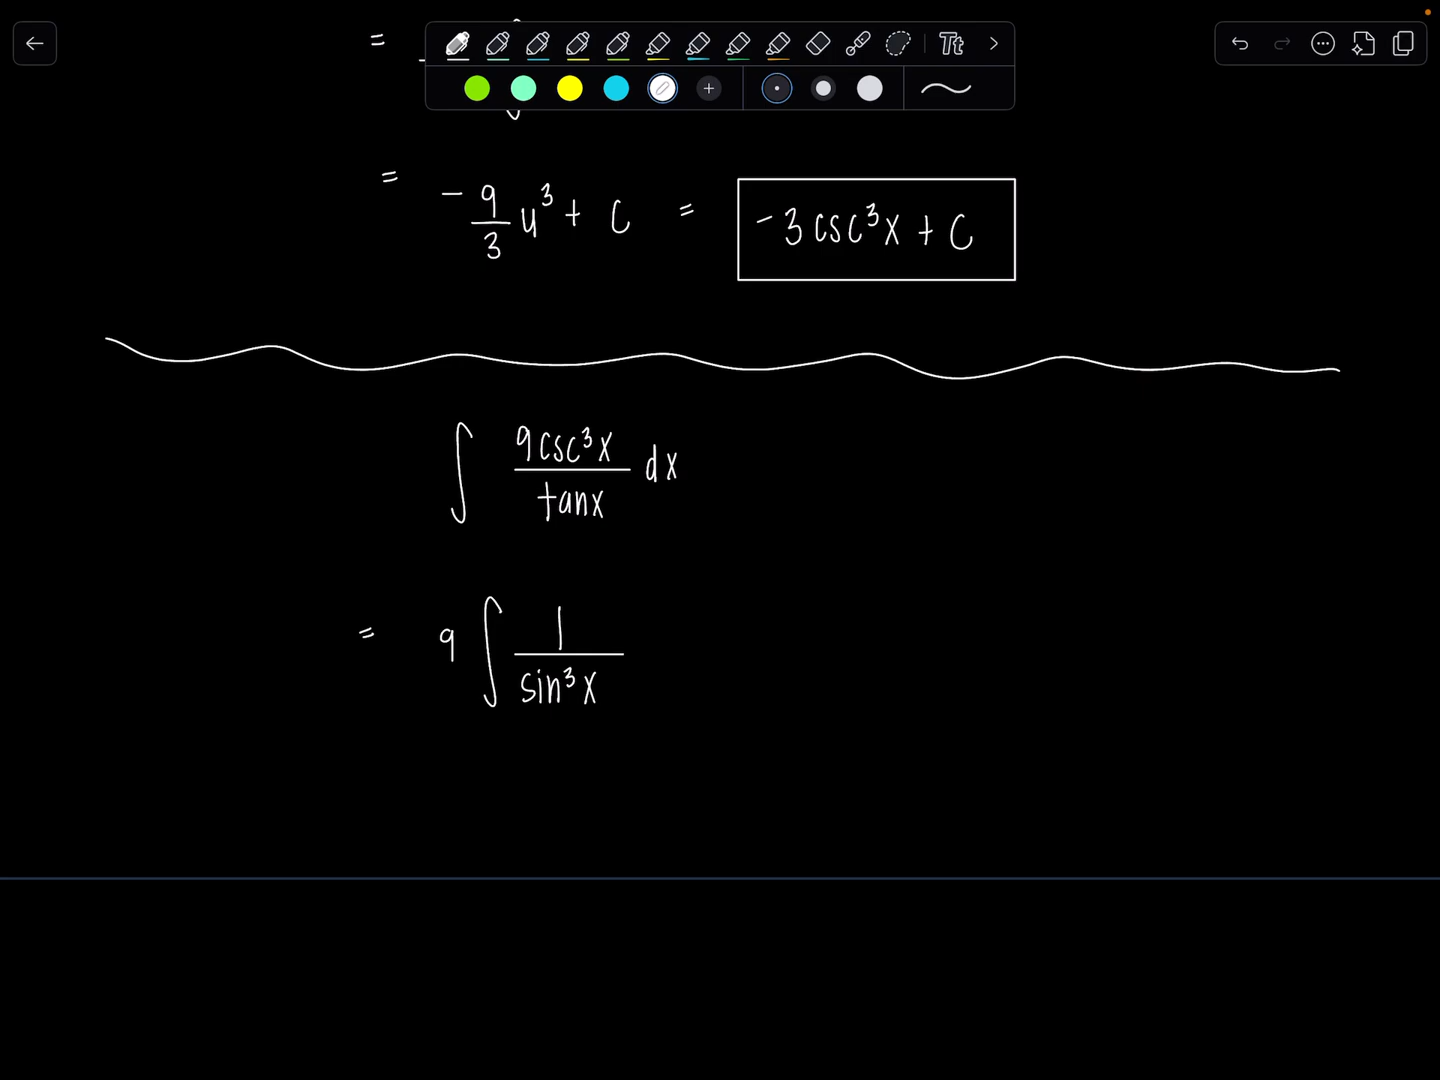 =
Tt
= -9/3 u³ + C = -3csc³x + C
∫ 9csc³x/tanx dx
= 9 ∫ 1/sin³x